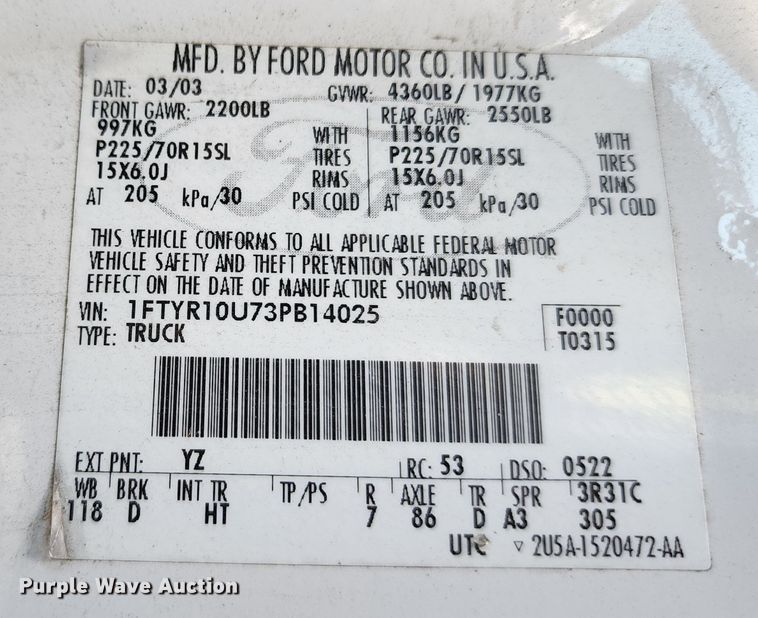 MFD. BY FORD MOTOR CO. IN U.S.A.
DATE: 03/03 GVWR: 4360LB/ 1977KG
FRONT GAWR: 2200LB REAR GAWR: 2550LB
997KG WITH 1156KG WITH
P225/70R15SL TIRES P225/70R15SL TIRES
15X6.0J RIMS 15X6.0J RIMS
AT 205 kPa/30 PSI COLD AT 205 kPa/30 PSI COLD
Ford
THIS VEHICLE CONFORMS TO ALL APPLICABLE FEDERAL MOTOR
VEHICLE SAFETY AND THEFT PREVENTION STANDARDS IN
EFFECT ON THE DATE OF MANUFACTURE SHOWN ABOVE.
VIN: 1FTYR10U73PB14025 F0000
TYPE: TRUCK T0315
EXT PNT: YZ RC: 53 DSO: 0522
WB BRK INT TR TP/PS R AXLE TR SPR 3R31C
118 D HT 7 86 D A3 305
UTC ▽ 2U5A-1520472-AA
Purple Wave Auction